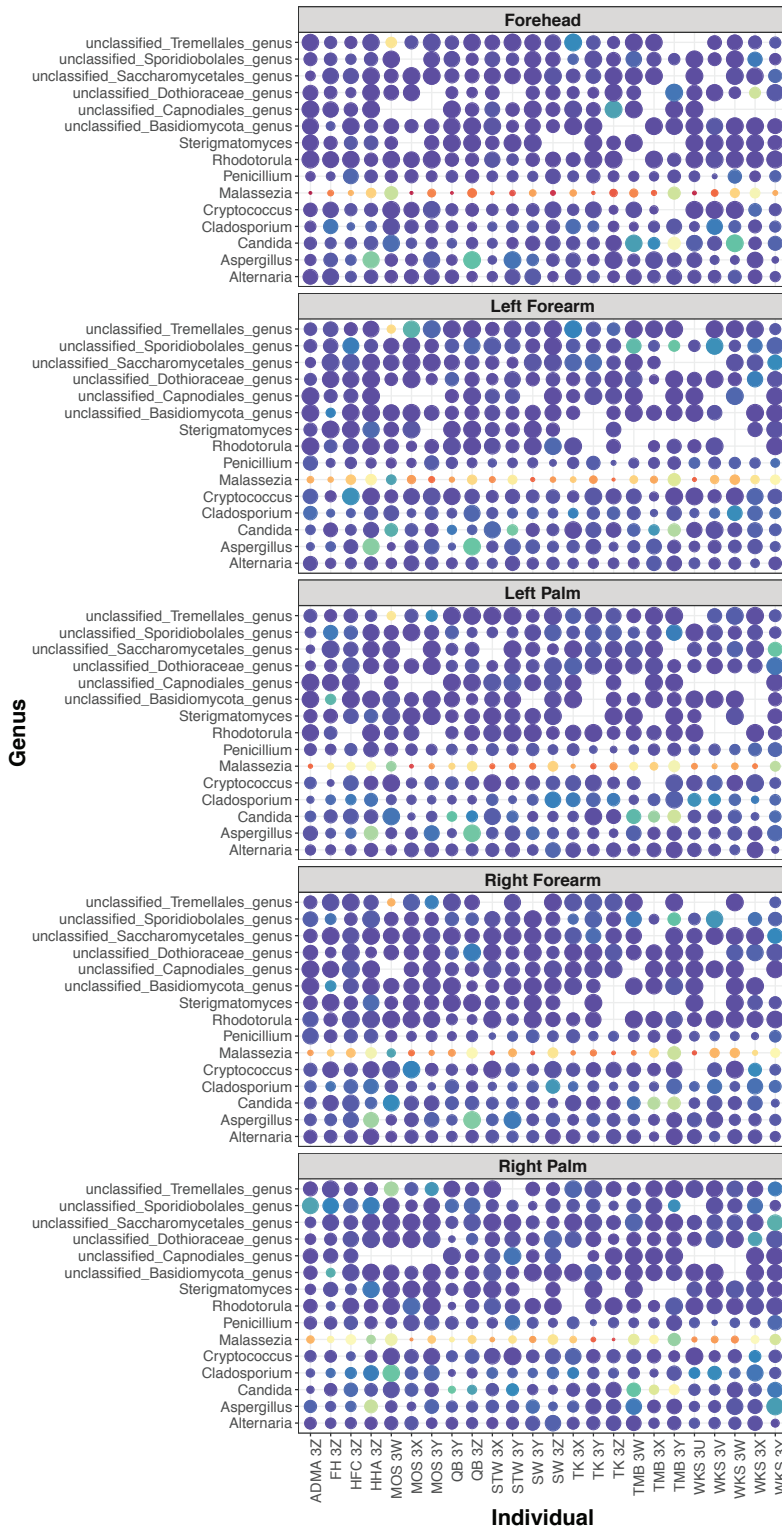 Forehead
unclassified_Tremellales_genus
unclassified_Sporidiobolales_genus
unclassified_Saccharomycetales_genus
unclassified_Dothioraceae_genus
unclassified_Capnodiales_genus
unclassified_Basidiomycota_genus
Sterigmatomyces
Rhodotorula
Penicillium
Malassezia
Cryptococcus
Cladosporium
Candida
Aspergillus
Alternaria
Left Forearm
unclassified_Tremellales_genus
unclassified_Sporidiobolales_genus
unclassified_Saccharomycetales_genus
unclassified_Dothioraceae_genus
unclassified_Capnodiales_genus
unclassified_Basidiomycota_genus
Sterigmatomyces
Rhodotorula
Penicillium
Malassezia
Cryptococcus
Cladosporium
Candida
Aspergillus
Alternaria
Left Palm
unclassified_Tremellales_genus
unclassified_Sporidiobolales_genus
unclassified_Saccharomycetales_genus
unclassified_Dothioraceae_genus
unclassified_Capnodiales_genus
unclassified_Basidiomycota_genus
Sterigmatomyces
Rhodotorula
Penicillium
Malassezia
Cryptococcus
Cladosporium
Candida
Aspergillus
Alternaria
Genus
Right Forearm
unclassified_Tremellales_genus
unclassified_Sporidiobolales_genus
unclassified_Saccharomycetales_genus
unclassified_Dothioraceae_genus
unclassified_Capnodiales_genus
unclassified_Basidiomycota_genus
Sterigmatomyces
Rhodotorula
Penicillium
Malassezia
Cryptococcus
Cladosporium
Candida
Aspergillus
Alternaria
Right Palm
unclassified_Tremellales_genus
unclassified_Sporidiobolales_genus
unclassified_Saccharomycetales_genus
unclassified_Dothioraceae_genus
unclassified_Capnodiales_genus
unclassified_Basidiomycota_genus
Sterigmatomyces
Rhodotorula
Penicillium
Malassezia
Cryptococcus
Cladosporium
Candida
Aspergillus
Alternaria
ADMA 3Z
FH 3Z
HFC 3Z
HHA 3Z
MOS 3W
MOS 3X
MOS 3Y
QB 3Y
QB 3Z
STW 3X
STW 3Y
SW 3Y
SW 3Z
TK 3X
TK 3Y
TK 3Z
TMB 3W
TMB 3X
TMB 3Y
WKS 3U
WKS 3V
WKS 3W
WKS 3X
WKS 3Y
Individual